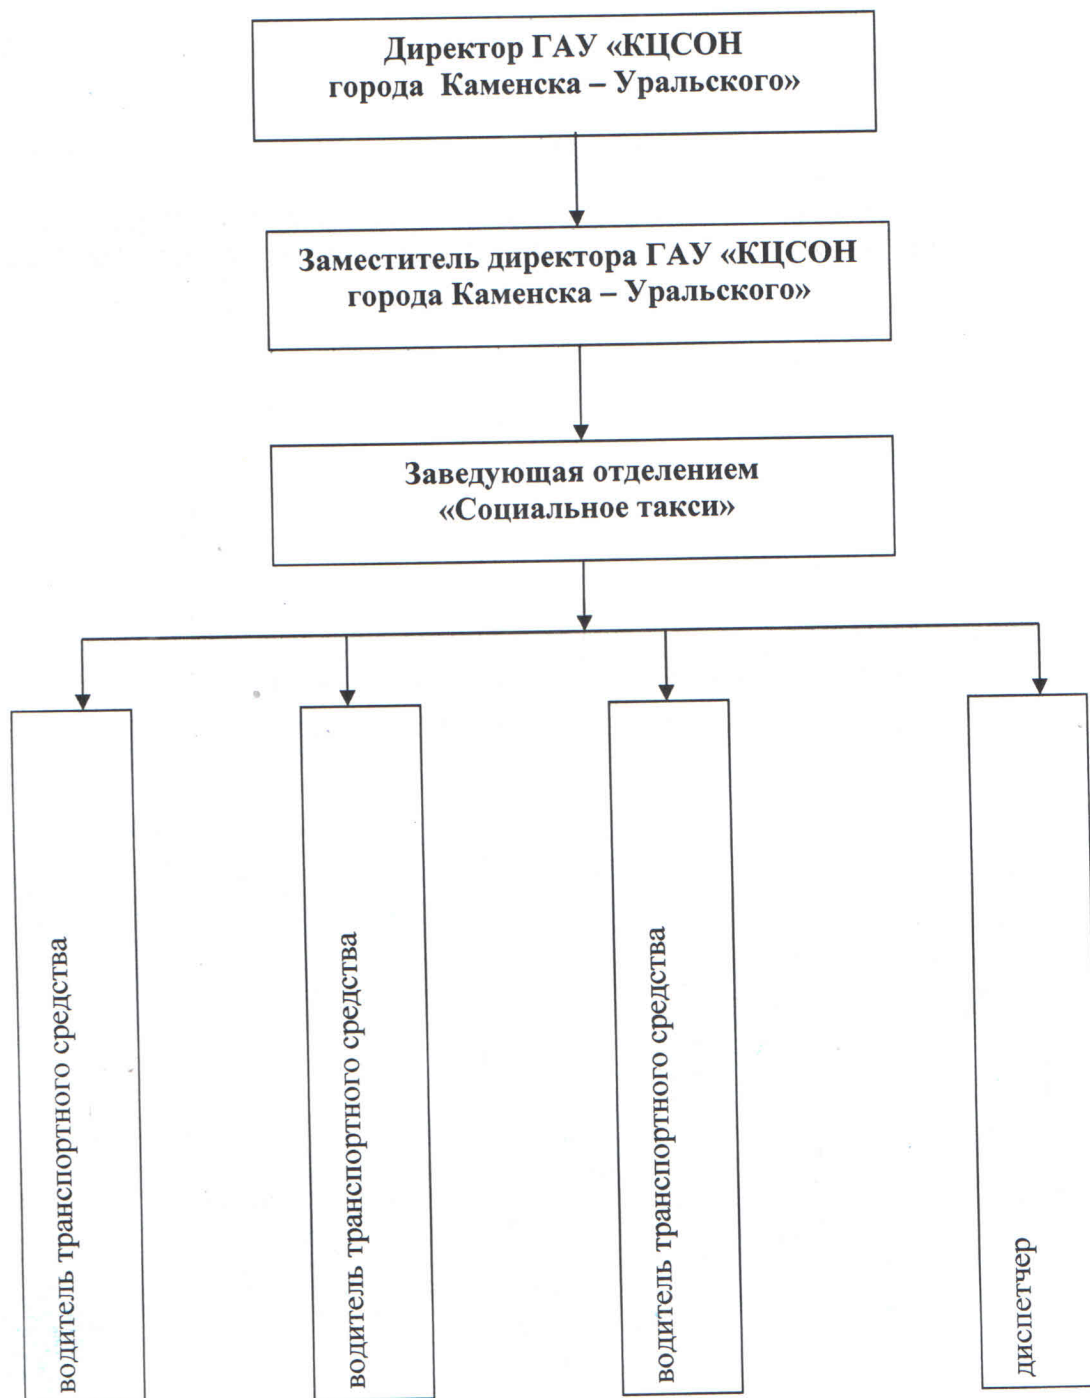 Директор ГАУ «КЦСОН
города Каменска – Уральского»
Заместитель директора ГАУ «КЦСОН
города Каменска – Уральского»
Заведующая отделением
«Социальное такси»
водитель транспортного средства
водитель транспортного средства
водитель транспортного средства
диспетчер